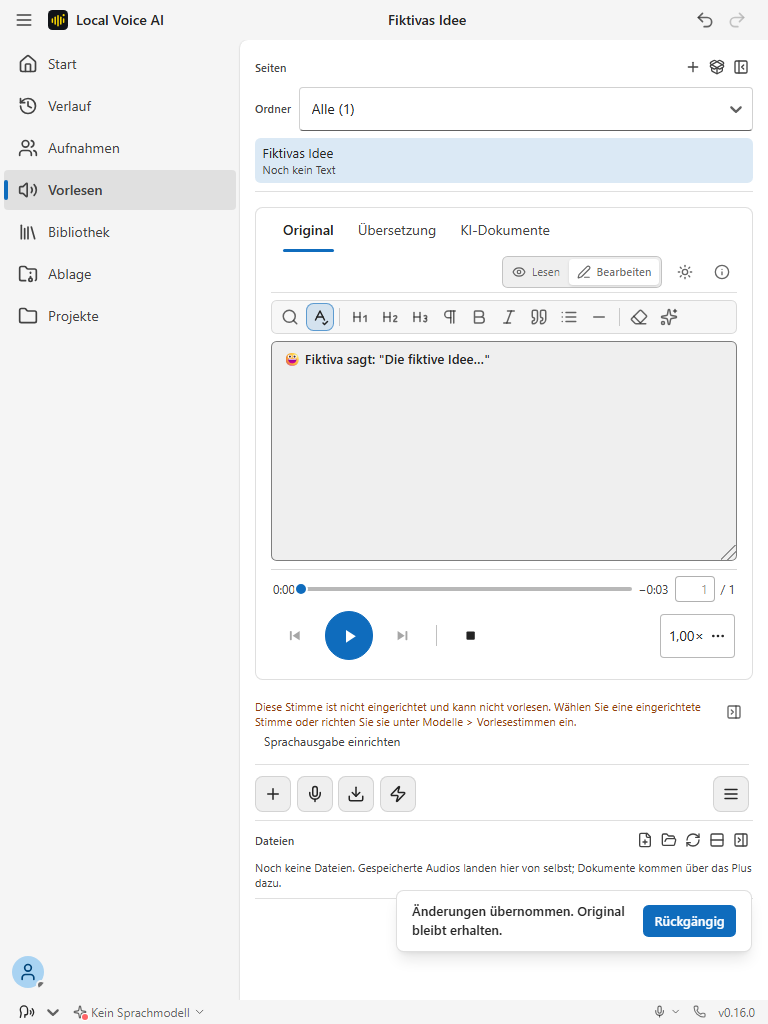 Local Voice AI
Fiktivas Idee
Start
Verlauf
Aufnahmen
Vorlesen
Bibliothek
Ablage
Projekte
Seiten
Ordner
Alle (1)
Fiktivas Idee
Noch kein Text
Original Übersetzung KI-Dokumente
Lesen Bearbeiten
H1 H2 H3 ¶ B I
😀 Fiktiva sagt: "Die fiktive Idee..."
0:00 −0:03 1 / 1
1,00× ···
Diese Stimme ist nicht eingerichtet und kann nicht vorlesen. Wählen Sie eine eingerichtete
Stimme oder richten Sie sie unter Modelle > Vorlesestimmen ein.
Sprachausgabe einrichten
Dateien
Noch keine Dateien. Gespeicherte Audios landen hier von selbst; Dokumente kommen über das Plus
dazu.
Änderungen übernommen. Original
bleibt erhalten.
Rückgängig
Kein Sprachmodell
v0.16.0